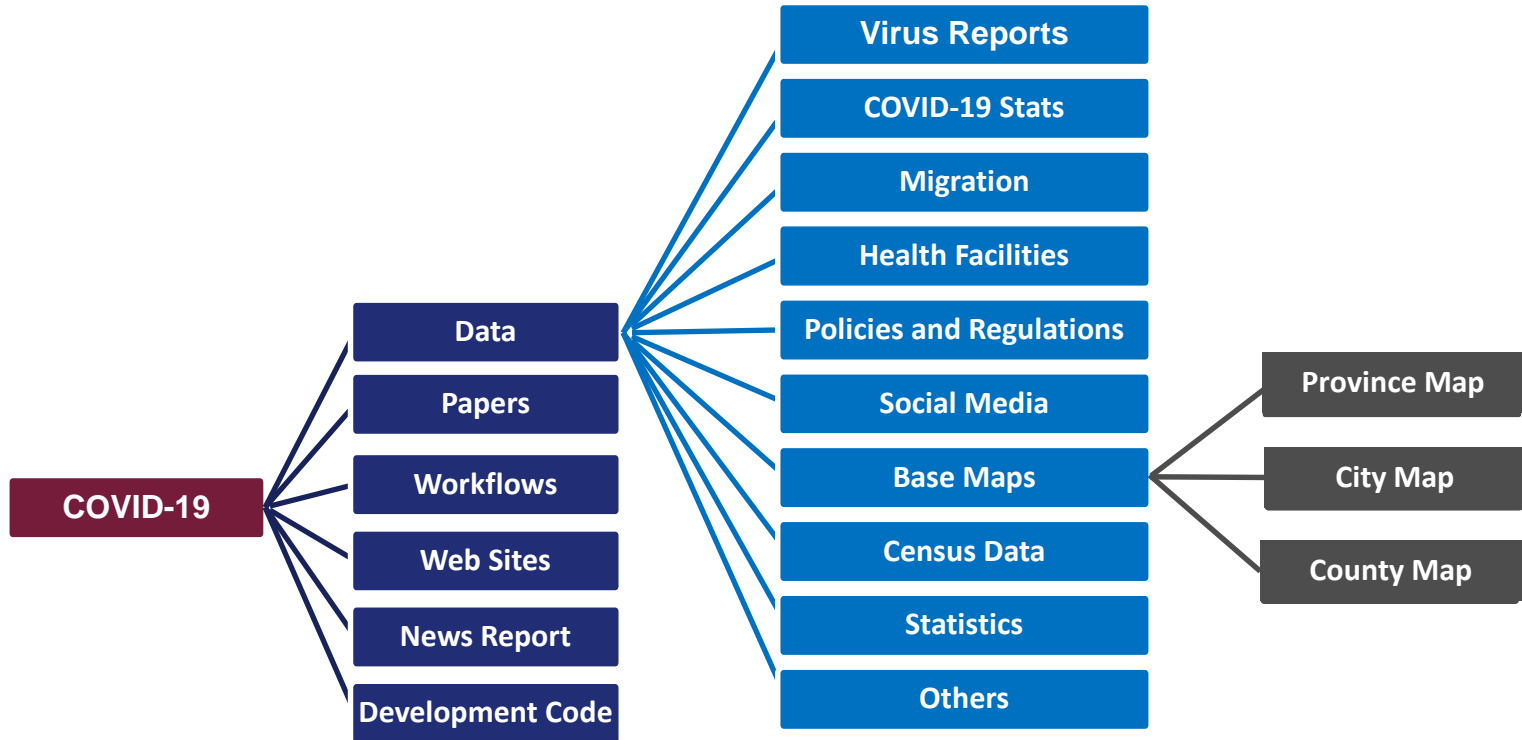 COVID-19
Data
Papers
Workflows
Web Sites
News Report
Development Code
Virus Reports
COVID-19 Stats
Migration
Health Facilities
Policies and Regulations
Social Media
Base Maps
Census Data
Statistics
Others
Province Map
City Map
County Map